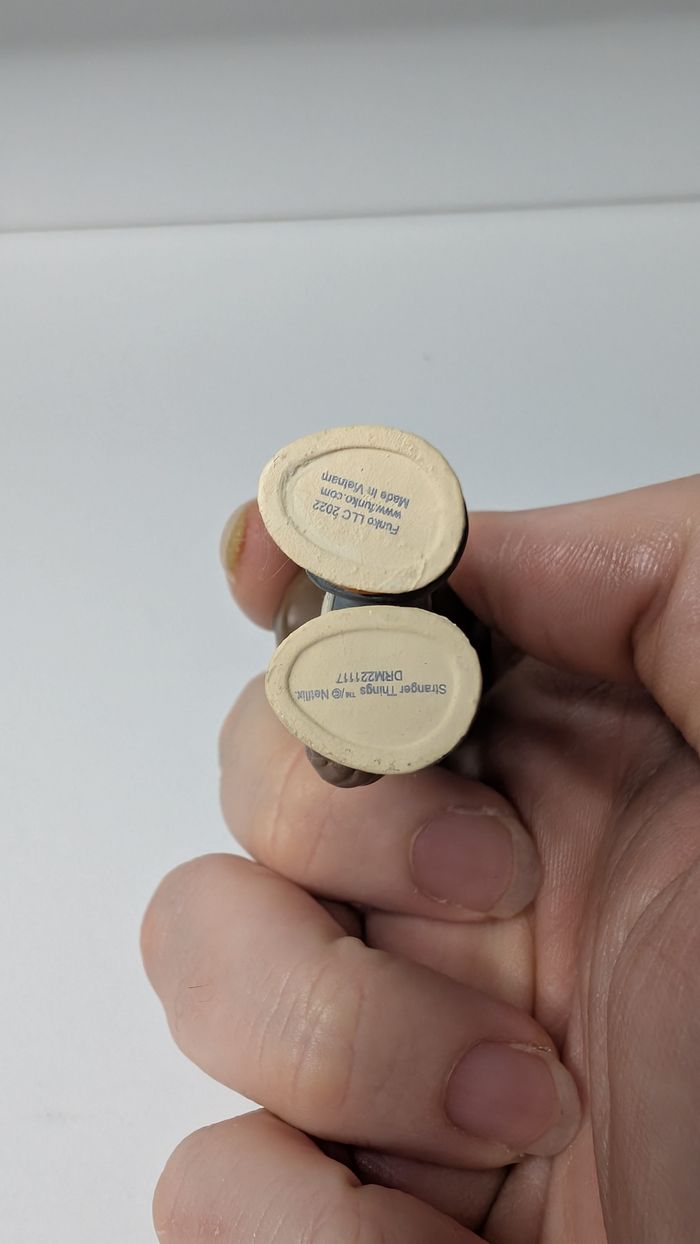 Stranger Things ™/© Netflix.
DRM221117
Funko LLC 2022
www.funko.com
Made In Vietnam